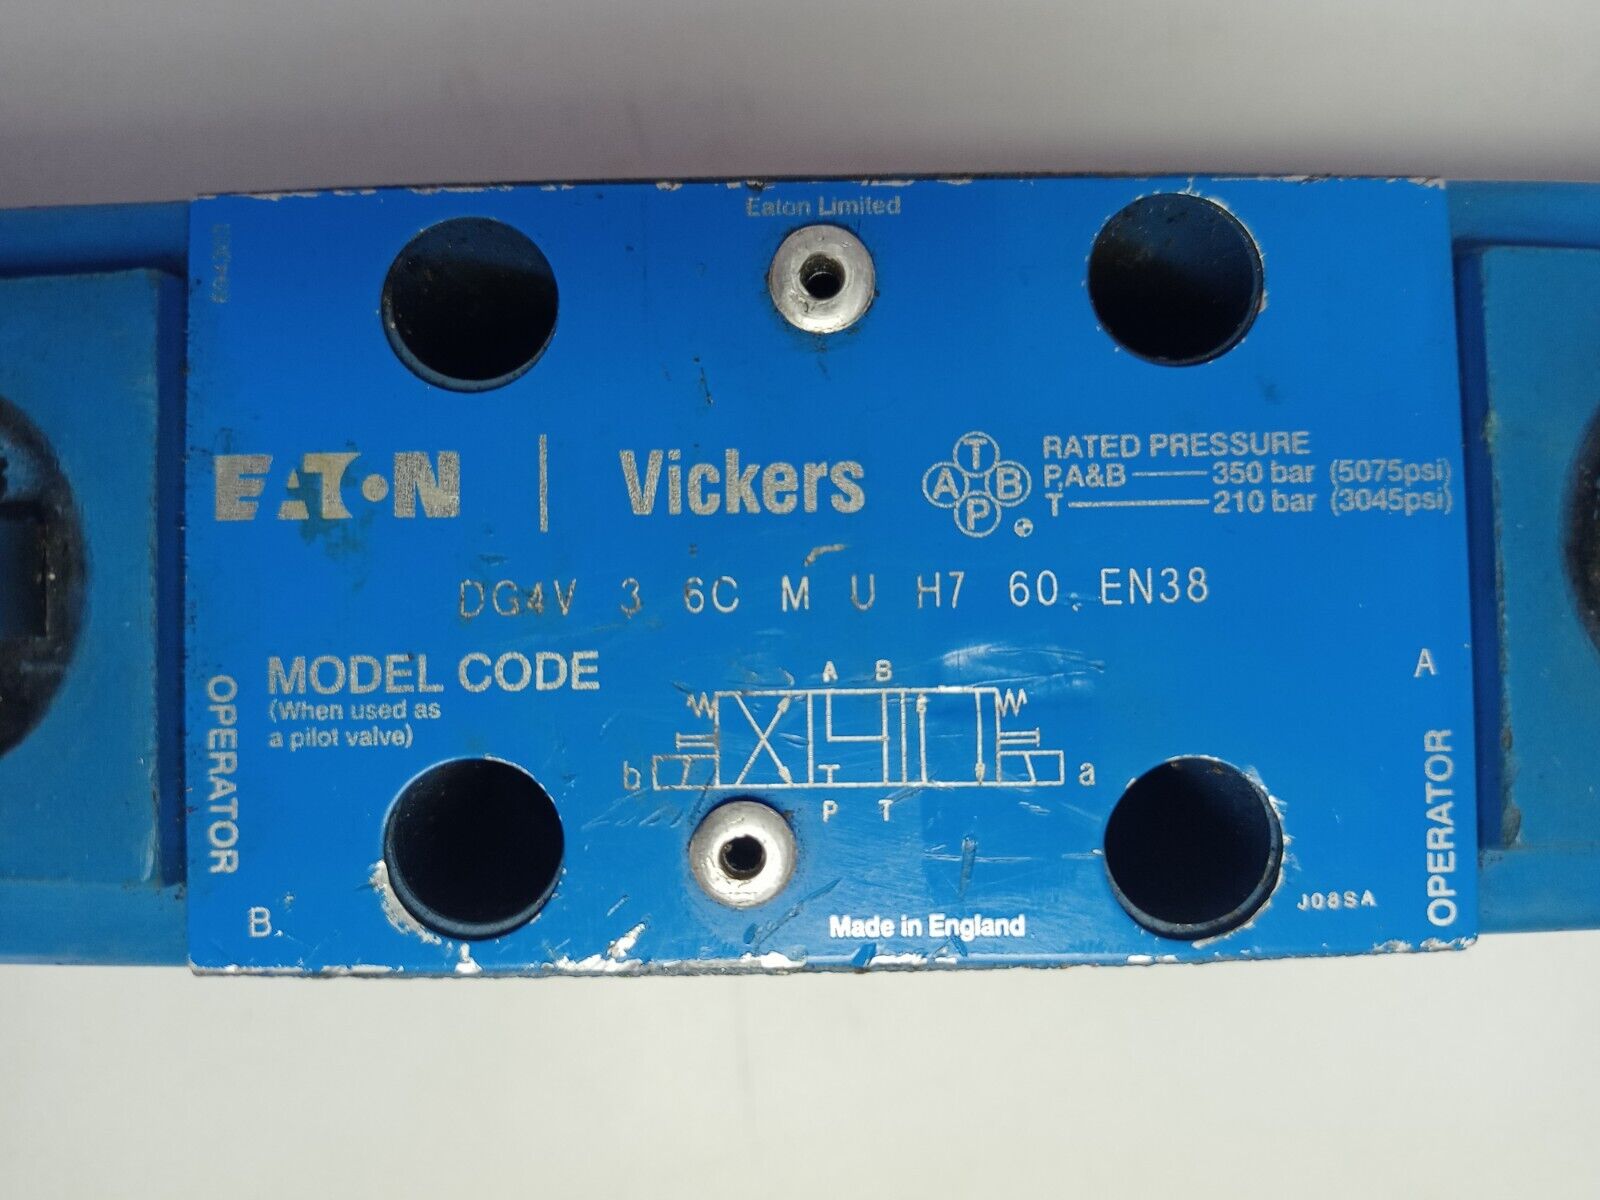 Eaton Limited
EATON | Vickers
T
A B
P
RATED PRESSURE
P,A&B 350 bar (5075psi)
T 210 bar (3045psi)
DG4V 3 6C M U H7 60 EN38
MODEL CODE
(When used as
a pilot valve)
OPERATOR
B
A B
T
b a
P T
A
OPERATOR
J08SA
Made in England